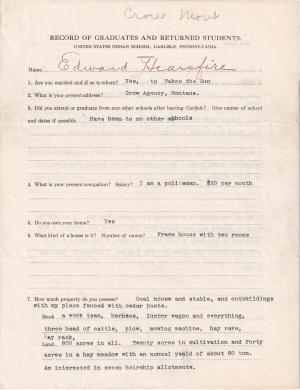 Crow - Mont
RECORD OF GRADUATES AND RETURNED STUDENTS.
UNITED STATES INDIAN SCHOOL, CARLISLE, PENNSYLVANIA.
Name Edward Hearsfire
1. Are you married and if so to whom? Yes, to Takes the Gun
2. What is your present address? Crow Agency, Montana.
3. Did you attend or graduate from any other schools after leaving Carlisle? Give names of school
and dates if possible Have been to no other schools
4. What is your present occupation? Salary? I am a policeman. $20 per month
5. Do you own your home? Yes
6. What kind of a house is it? Number of rooms? Frame house with two rooms
7. How much property do you possess? Goal house and stable, and outbuildings
with my place fenced with cedar posts.
Stock a work team, harness, lumber wagon and everything,
three head of cattle, plow, mowing machine, hay rake,
Hay rack,
Land 800 acres in all. Twenty acres in cultivation and forty
acres in a hay meadow with an annual yeald of about 60 ton.
Am interested in seven heirship allotments.